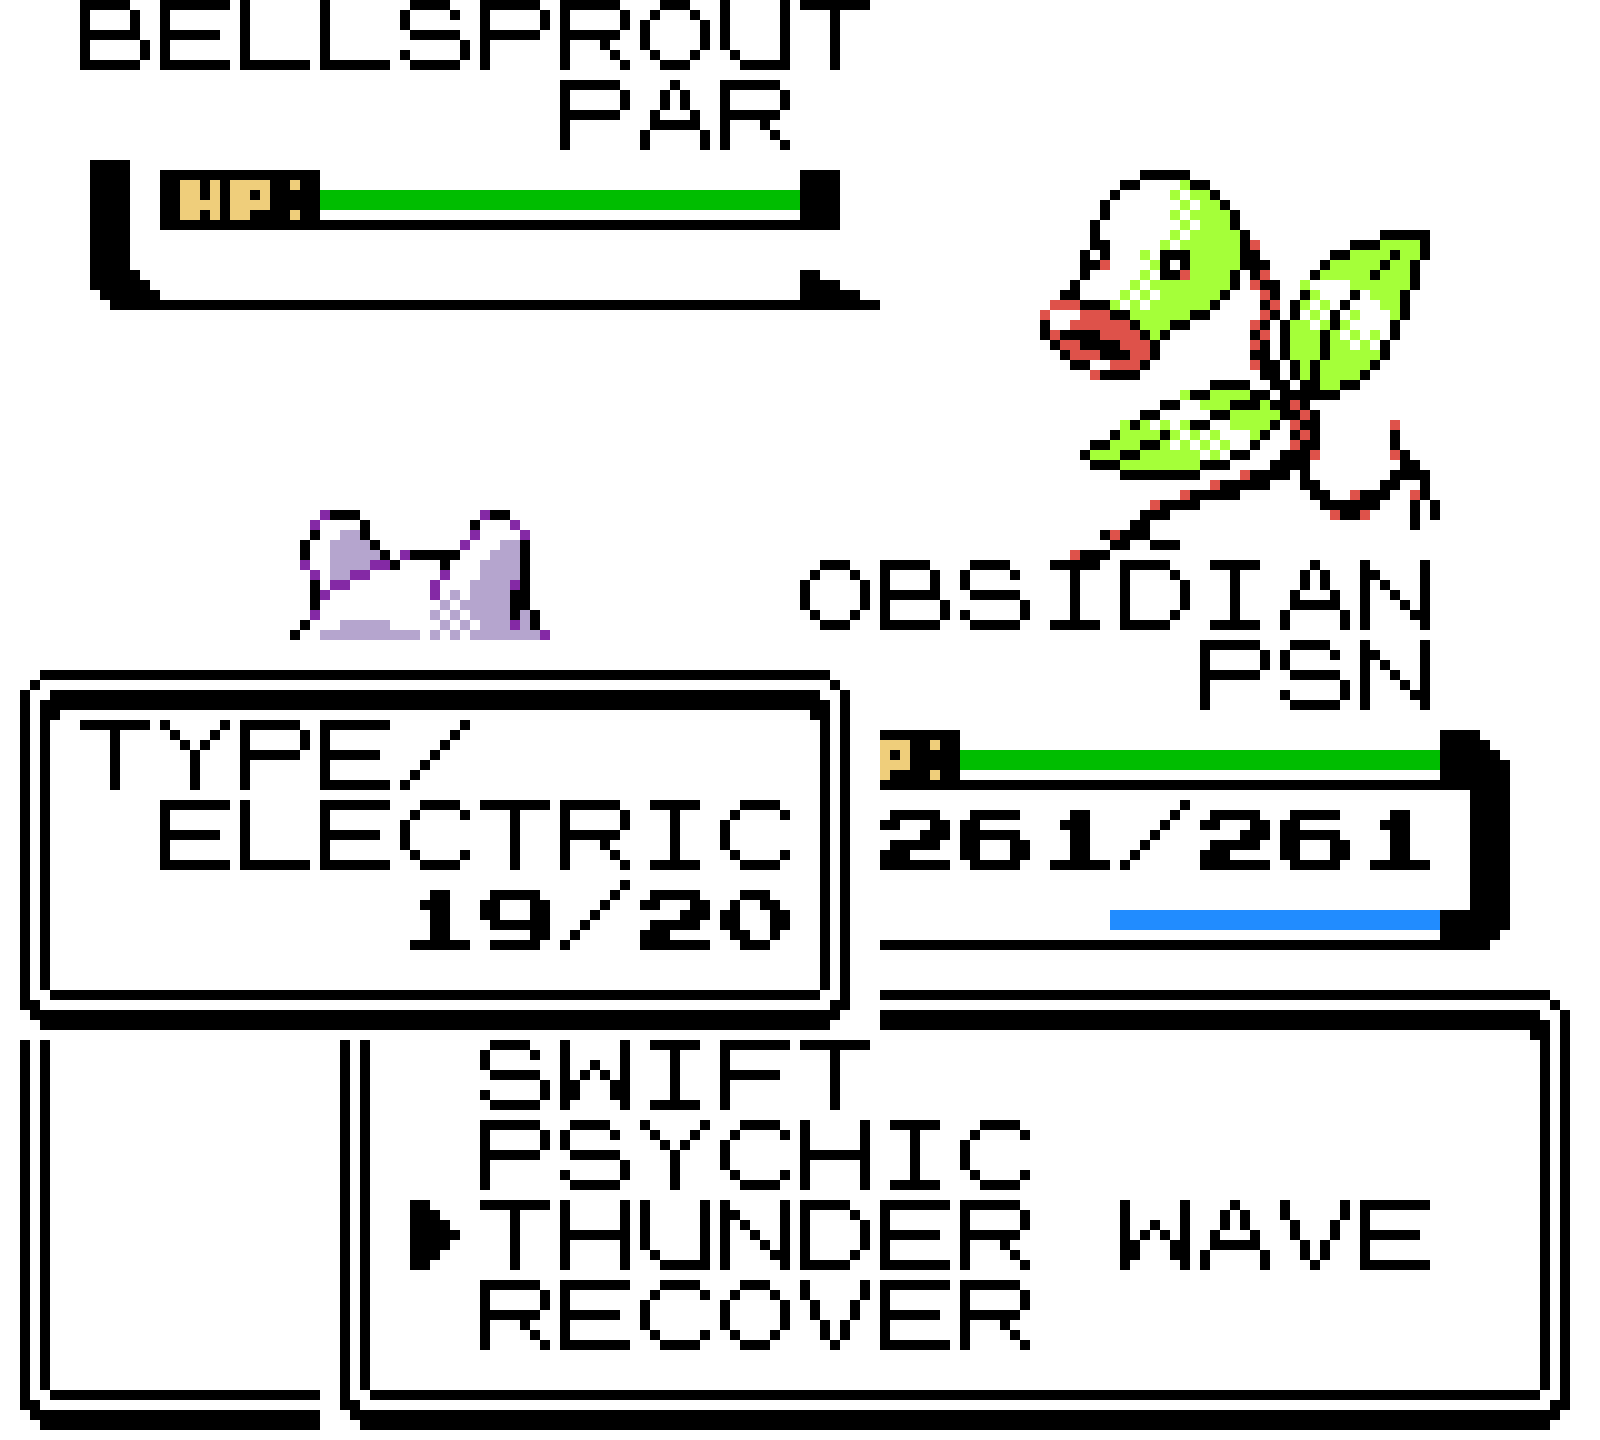 BELLSPROUT
PAR
HP:
OBSIDIAN
PSN
P:
261/261
TYPE/
ELECTRIC
19/20
SWIFT
PSYCHIC
▶THUNDER WAVE
RECOVER